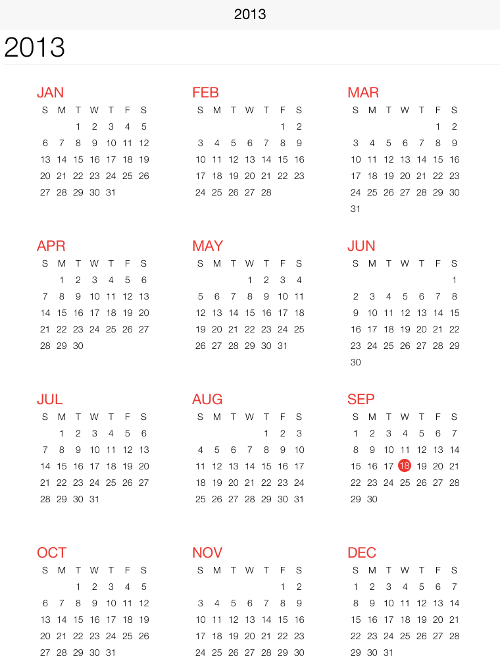 2013
2013
JAN FEB MAR
S M T W T F S S M T W T F S S M T W T F S
1 2 3 4 5 1 2 1 2
6 7 8 9 10 11 12 3 4 5 6 7 8 9 3 4 5 6 7 8 9
13 14 15 16 17 18 19 10 11 12 13 14 15 16 10 11 12 13 14 15 16
20 21 22 23 24 25 26 17 18 19 20 21 22 23 17 18 19 20 21 22 23
27 28 29 30 31 24 25 26 27 28 24 25 26 27 28 29 30
31
APR MAY JUN
S M T W T F S S M T W T F S S M T W T F S
1 2 3 4 5 6 1 2 3 4 1
7 8 9 10 11 12 13 5 6 7 8 9 10 11 2 3 4 5 6 7 8
14 15 16 17 18 19 20 12 13 14 15 16 17 18 9 10 11 12 13 14 15
21 22 23 24 25 26 27 19 20 21 22 23 24 25 16 17 18 19 20 21 22
28 29 30 26 27 28 29 30 31 23 24 25 26 27 28 29
30
JUL AUG SEP
S M T W T F S S M T W T F S S M T W T F S
1 2 3 4 5 6 1 2 3 1 2 3 4 5 6 7
7 8 9 10 11 12 13 4 5 6 7 8 9 10 8 9 10 11 12 13 14
14 15 16 17 18 19 20 11 12 13 14 15 16 17 15 16 17 18 19 20 21
21 22 23 24 25 26 27 18 19 20 21 22 23 24 22 23 24 25 26 27 28
28 29 30 31 25 26 27 28 29 30 31 29 30
OCT NOV DEC
S M T W T F S S M T W T F S S M T W T F S
1 2 3 4 5 1 2 1 2 3 4 5 6 7
6 7 8 9 10 11 12 3 4 5 6 7 8 9 8 9 10 11 12 13 14
13 14 15 16 17 18 19 10 11 12 13 14 15 16 15 16 17 18 19 20 21
20 21 22 23 24 25 26 17 18 19 20 21 22 23 22 23 24 25 26 27 28
27 28 29 30 31 24 25 26 27 28 29 30 29 30 31